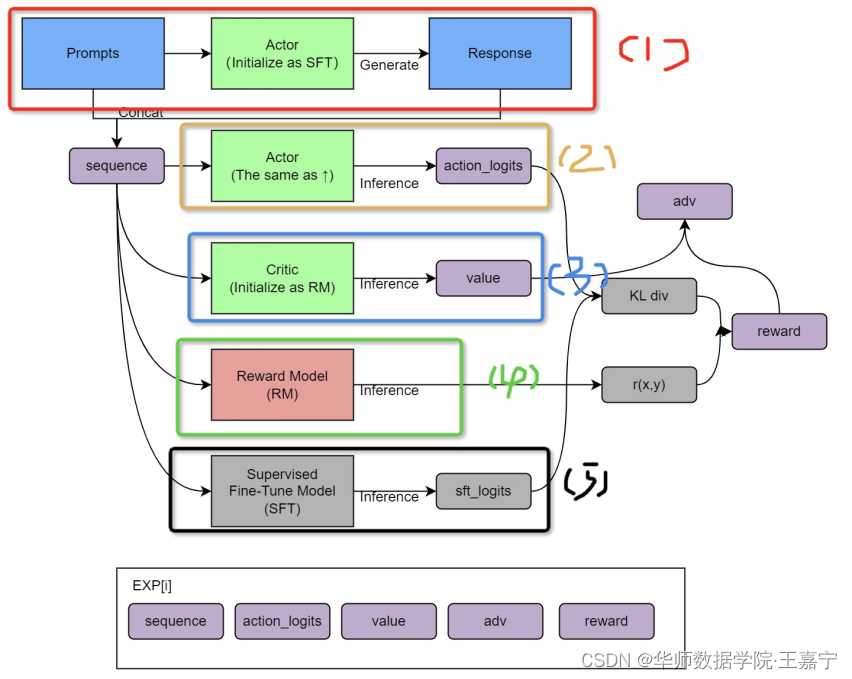 Prompts
Actor
(Initialize as SFT)
Generate
Response
(1)
Concat
sequence
Actor
(The same as ↑)
Inference
action_logits
(2)
adv
Critic
(Initialize as RM)
Inference
value
(3)
KL div
reward
Reward Model
(RM)
Inference
(4)
r(x,y)
Supervised
Fine-Tune Model
(SFT)
Inference
sft_logits
(5)
EXP[i]
sequence
action_logits
value
adv
reward
CSDN @华师数据学院·王嘉宁